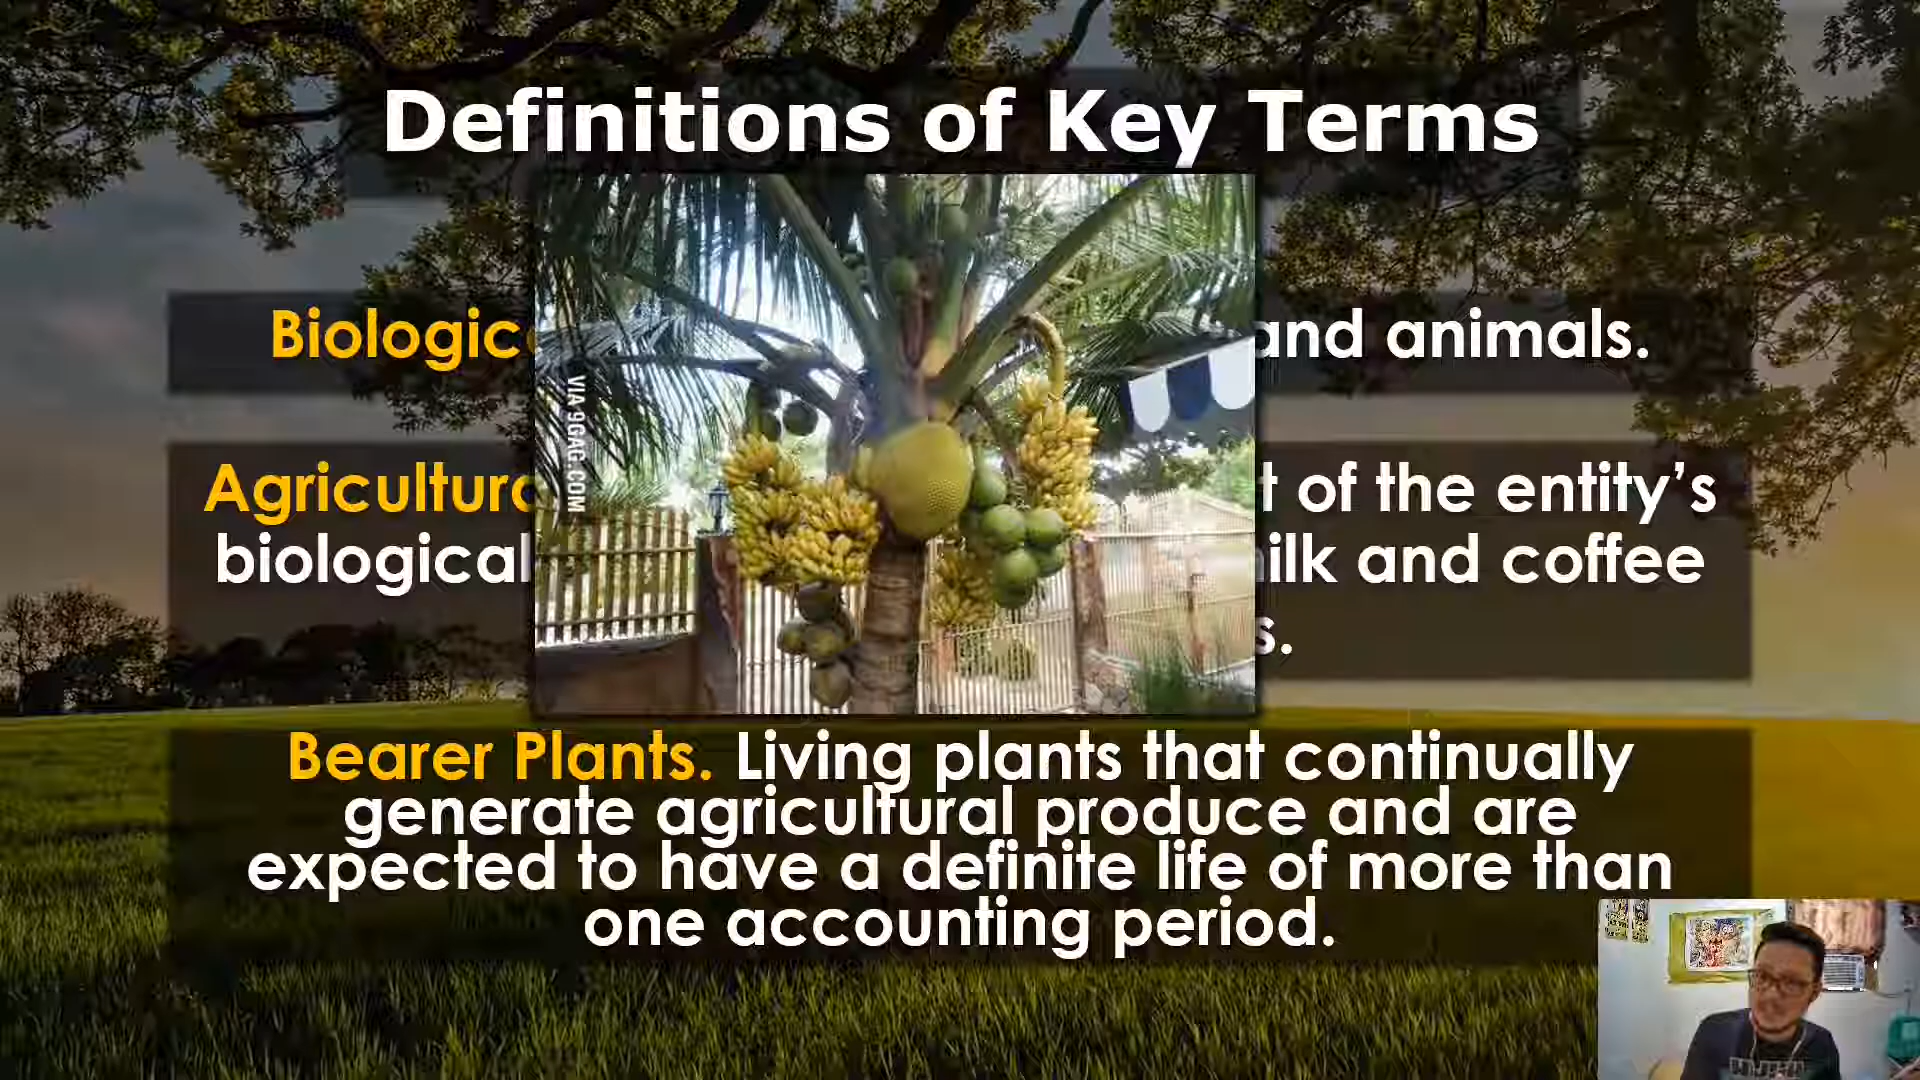 Definitions of Key Terms
Biologic and animals.
Agricultur t of the entity's
biological ilk and coffee
s.
VIA 9GAG.COM
Bearer Plants. Living plants that continually
generate agricultural produce and are
expected to have a definite life of more than
one accounting period.